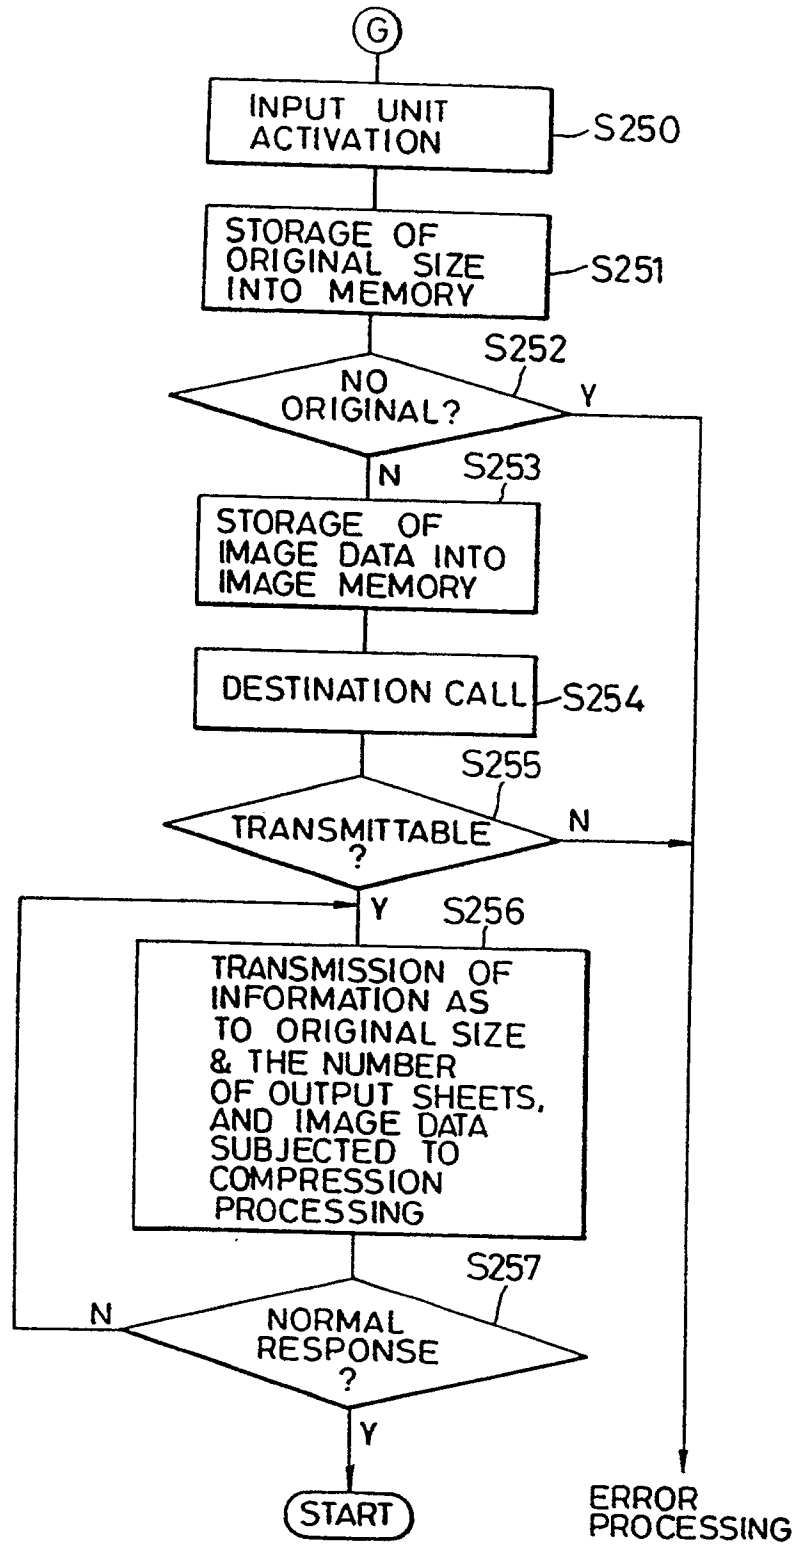 G
INPUT UNIT
ACTIVATION
S250
STORAGE OF
ORIGINAL SIZE
INTO MEMORY
S251
S252
NO
ORIGINAL?
Y
N
S253
STORAGE OF
IMAGE DATA INTO
IMAGE MEMORY
DESTINATION CALL
S254
S255
TRANSMITTABLE
?
N
Y
S256
TRANSMISSION OF
INFORMATION AS
TO ORIGINAL SIZE
& THE NUMBER
OF OUTPUT SHEETS,
AND IMAGE DATA
SUBJECTED TO
COMPRESSION
PROCESSING
S257
N
NORMAL
RESPONSE
?
Y
START
ERROR
PROCESSING